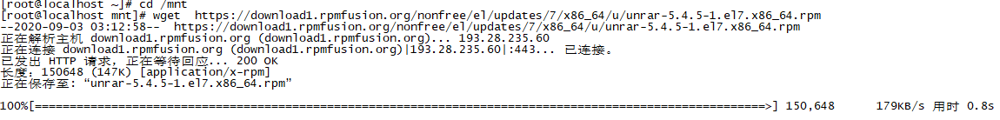 [root@localhost ~]# cd /mnt
[root@localhost mnt]# wget  https://download1.rpmfusion.org/nonfree/el/updates/7/x86_64/u/unrar-5.4.5-1.el7.x86_64.rpm
--2020-09-03 03:12:58--  https://download1.rpmfusion.org/nonfree/el/updates/7/x86_64/u/unrar-5.4.5-1.el7.x86_64.rpm
正在解析主机 download1.rpmfusion.org (download1.rpmfusion.org)... 193.28.235.60
正在连接 download1.rpmfusion.org (download1.rpmfusion.org)|193.28.235.60|:443... 已连接。
已发出 HTTP 请求，正在等待回应... 200 OK
长度：150648 (147K) [application/x-rpm]
正在保存至: “unrar-5.4.5-1.el7.x86_64.rpm”
100%[=======================================================================================================>] 150,648      179KB/s 用时 0.8s